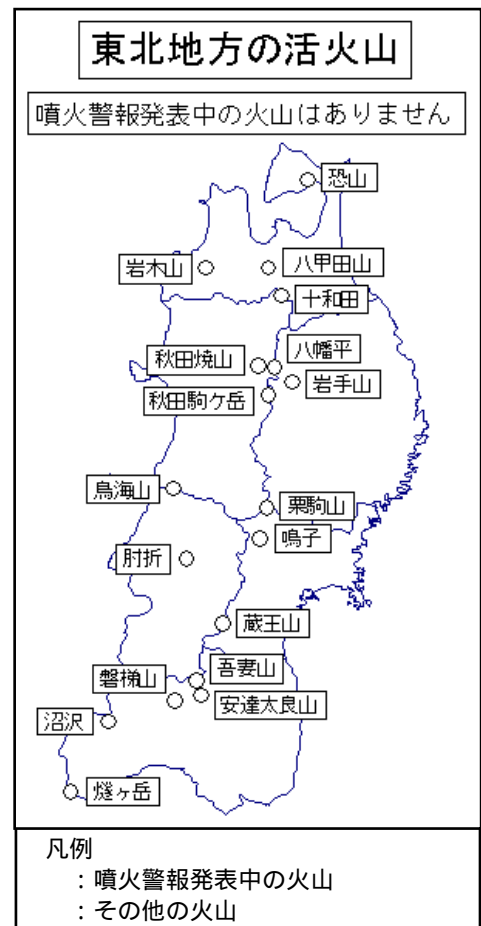 東北地方の活火山
噴火警報発表中の火山はありません
恐山
岩木山
八甲田山
十和田
八幡平
秋田焼山
岩手山
秋田駒ケ岳
鳥海山
栗駒山
鳴子
肘折
蔵王山
吾妻山
磐梯山
安達太良山
沼沢
燧ヶ岳
凡例
：噴火警報発表中の火山
：その他の火山